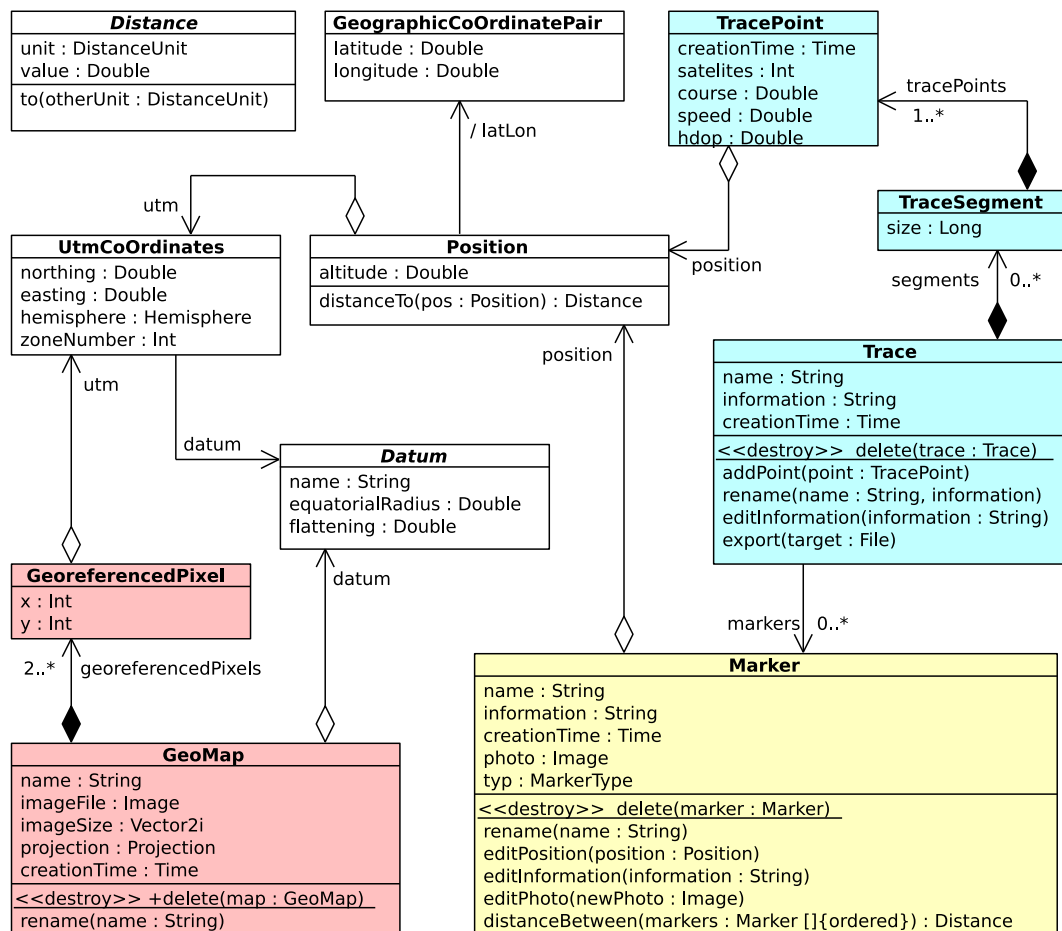 Distance
unit : DistanceUnit
value : Double
to(otherUnit : DistanceUnit)
GeographicCoOrdinatePair
latitude : Double
longitude : Double
TracePoint
creationTime : Time
satelites : Int
course : Double
speed : Double
hdop : Double
tracePoints
1..*
/ latLon
utm
TraceSegment
size : Long
UtmCoOrdinates
northing : Double
easting : Double
hemisphere : Hemisphere
zoneNumber : Int
Position
altitude : Double
distanceTo(pos : Position) : Distance
position
segments
0..*
position
Trace
name : String
information : String
creationTime : Time
<<destroy>> delete(trace : Trace)
addPoint(point : TracePoint)
rename(name : String, information)
editInformation(information : String)
export(target : File)
utm
datum
Datum
name : String
equatorialRadius : Double
flattening : Double
datum
GeoreferencedPixel
x : Int
y : Int
markers
0..*
2..*
georeferencedPixels
Marker
name : String
information : String
creationTime : Time
photo : Image
typ : MarkerType
<<destroy>> delete(marker : Marker)
rename(name : String)
editPosition(position : Position)
editInformation(information : String)
editPhoto(newPhoto : Image)
distanceBetween(markers : Marker []{ordered}) : Distance
GeoMap
name : String
imageFile : Image
imageSize : Vector2i
projection : Projection
creationTime : Time
<<destroy>> +delete(map : GeoMap)
rename(name : String)